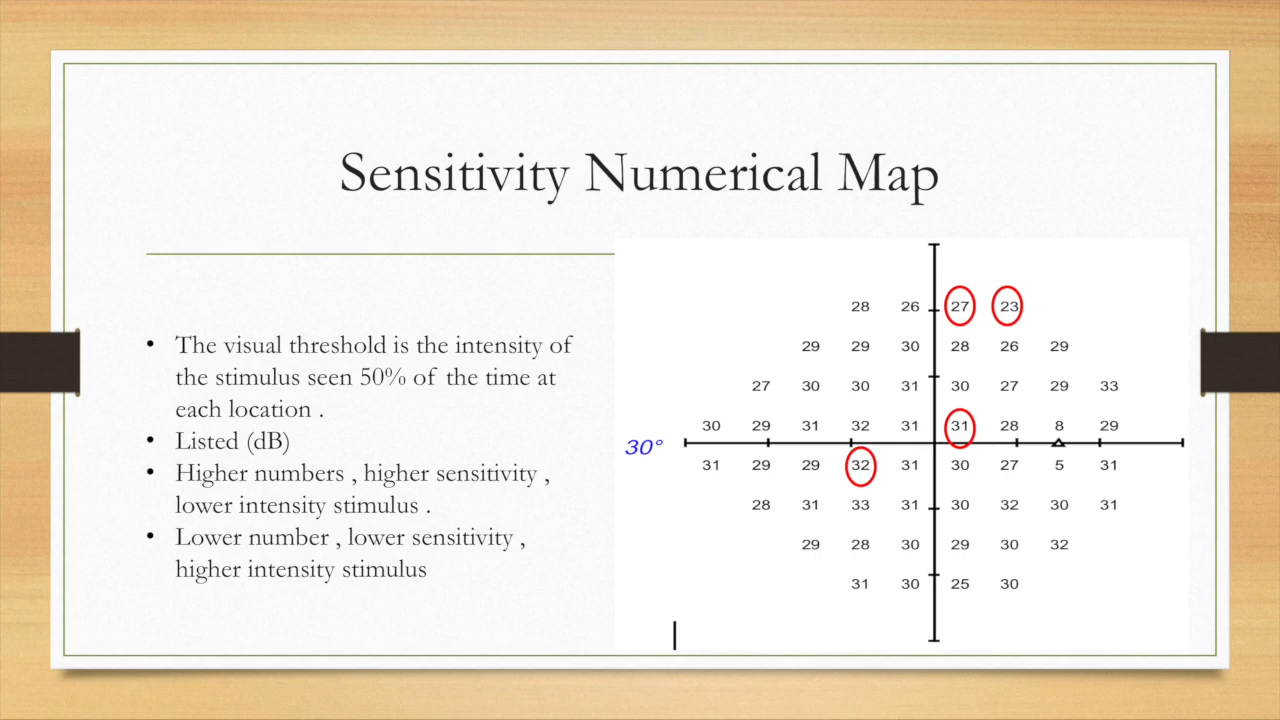 Sensitivity Numerical Map
• The visual threshold is the intensity of
the stimulus seen 50% of the time at
each location .
• Listed (dB)
• Higher numbers , higher sensitivity ,
lower intensity stimulus .
• Lower number , lower sensitivity ,
higher intensity stimulus
28 26 27 23
29 29 30 28 26 29
27 30 30 31 30 27 29 33
30 29 31 32 31 31 28 8 29
30°
31 29 29 32 31 30 27 5 31
28 31 33 31 30 32 30 31
29 28 30 29 30 32
31 30 25 30